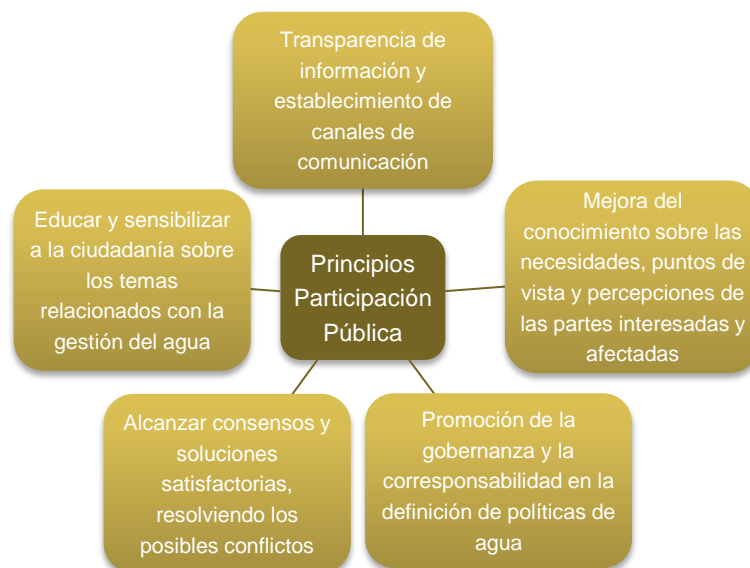 Transparencia de
información y
establecimiento de
canales de
comunicación
Educar y sensibilizar
a la ciudadanía sobre
los temas
relacionados con la
gestión del agua
Principios
Participación
Pública
Mejora del
conocimiento sobre las
necesidades, puntos de
vista y percepciones de
las partes interesadas y
afectadas
Alcanzar consensos y
soluciones
satisfactorias,
resolviendo los
posibles conflictos
Promoción de la
gobernanza y la
corresponsabilidad en la
definición de políticas de
agua